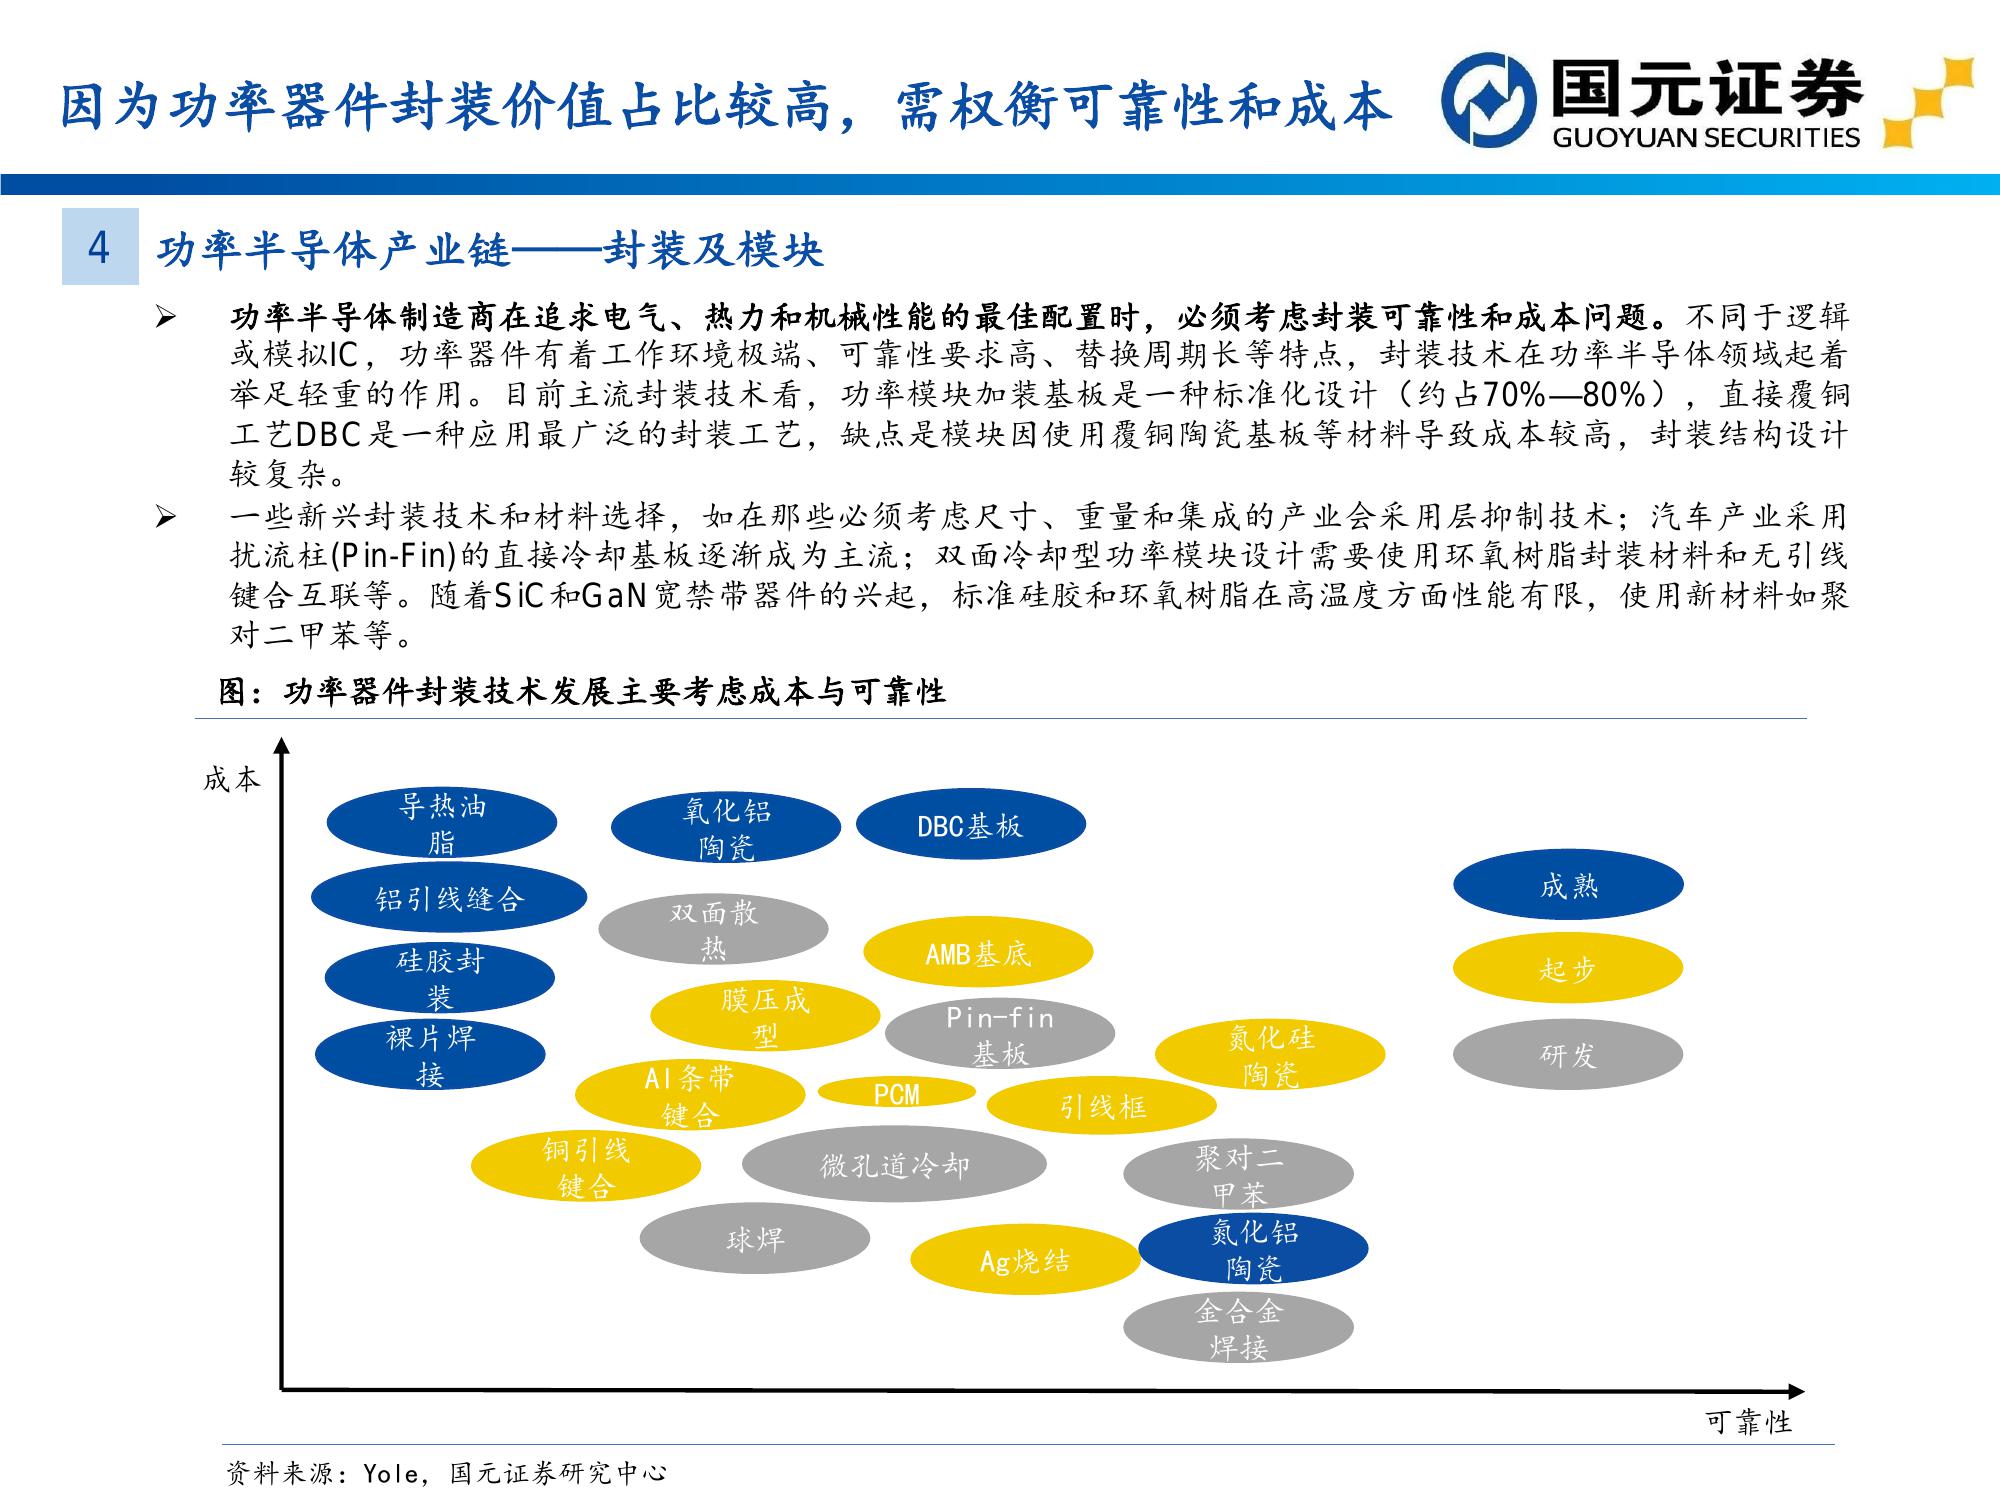 因为功率器件封装价值占比较高，需权衡可靠性和成本
国元证券
GUOYUAN SECURITIES
4
功率半导体产业链——封装及模块
➢ 功率半导体制造商在追求电气、热力和机械性能的最佳配置时，必须考虑封装可靠性和成本问题。不同于逻辑
或模拟IC，功率器件有着工作环境极端、可靠性要求高、替换周期长等特点，封装技术在功率半导体领域起着
举足轻重的作用。目前主流封装技术看，功率模块加装基板是一种标准化设计（约占70%—80%），直接覆铜
工艺DBC是一种应用最广泛的封装工艺，缺点是模块因使用覆铜陶瓷基板等材料导致成本较高，封装结构设计
较复杂。
➢ 一些新兴封装技术和材料选择，如在那些必须考虑尺寸、重量和集成的产业会采用层抑制技术；汽车产业采用
扰流柱(Pin-Fin)的直接冷却基板逐渐成为主流；双面冷却型功率模块设计需要使用环氧树脂封装材料和无引线
键合互联等。随着SiC和GaN宽禁带器件的兴起，标准硅胶和环氧树脂在高温度方面性能有限，使用新材料如聚
对二甲苯等。
图：功率器件封装技术发展主要考虑成本与可靠性
成本
导热油
脂
氧化铝
陶瓷
DBC基板
成熟
铝引线缝合
双面散
热
AMB基底
起步
硅胶封
装
膜压成
型
Pin-fin
基板
氮化硅
陶瓷
研发
裸片焊
接
Al条带
键合
PCM
引线框
铜引线
键合
微孔道冷却
聚对二
甲苯
球焊
Ag烧结
氮化铝
陶瓷
金合金
焊接
可靠性
资料来源：Yole，国元证券研究中心